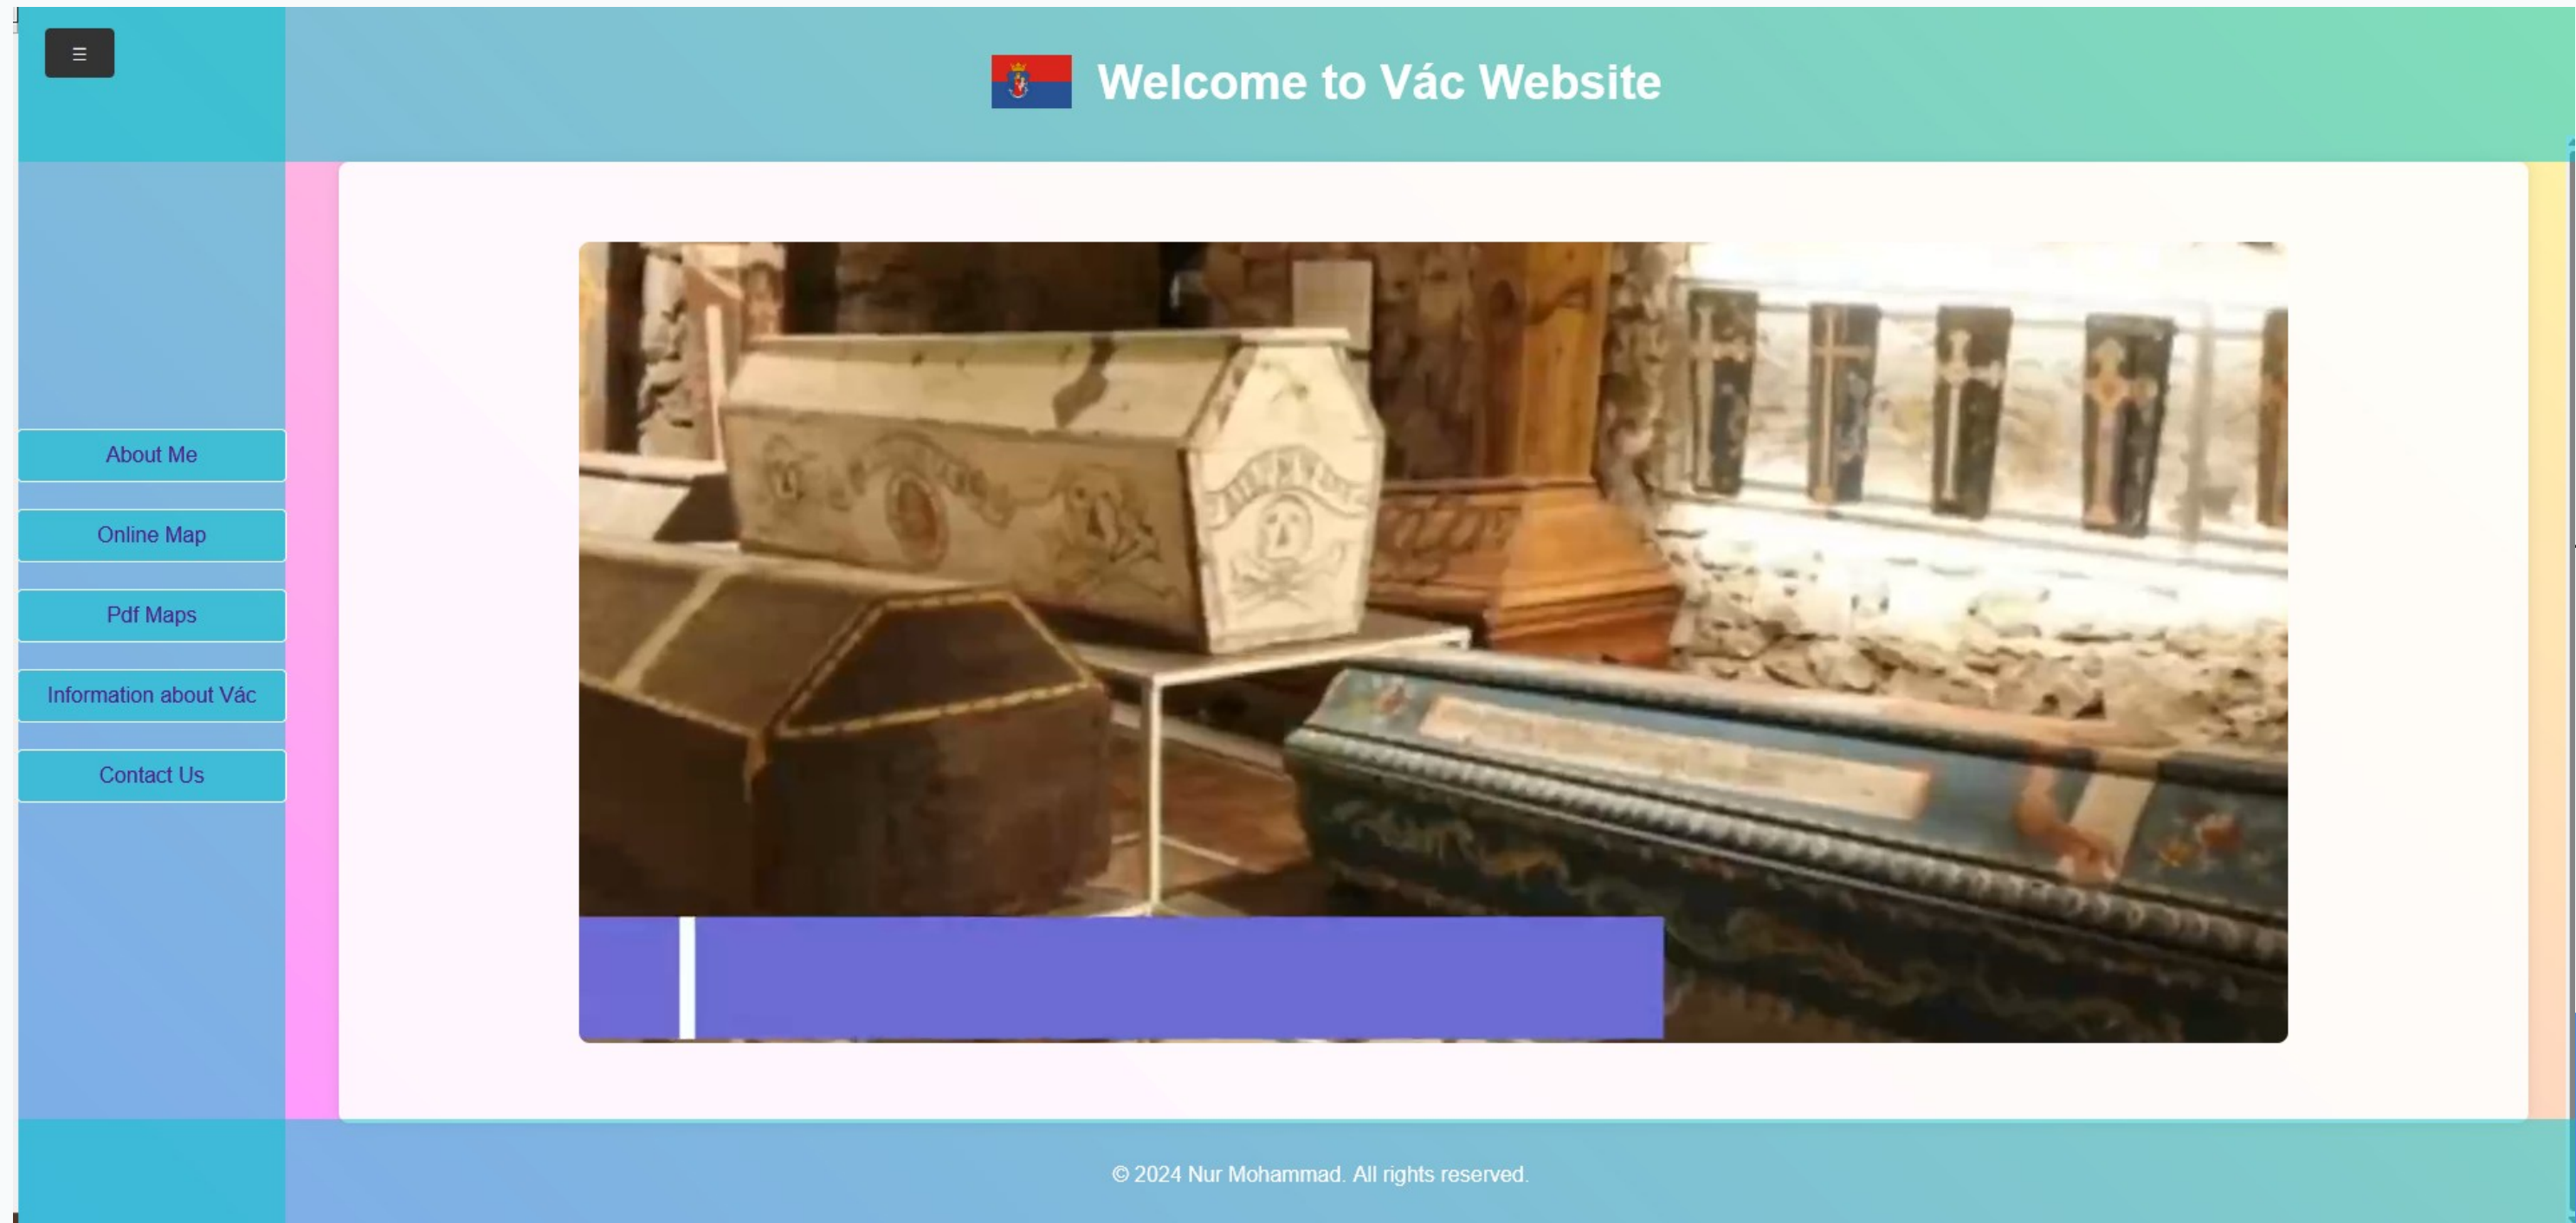 ☰
Welcome to Vác Website
About Me
Online Map
Pdf Maps
Information about Vác
Contact Us
© 2024 Nur Mohammad. All rights reserved.